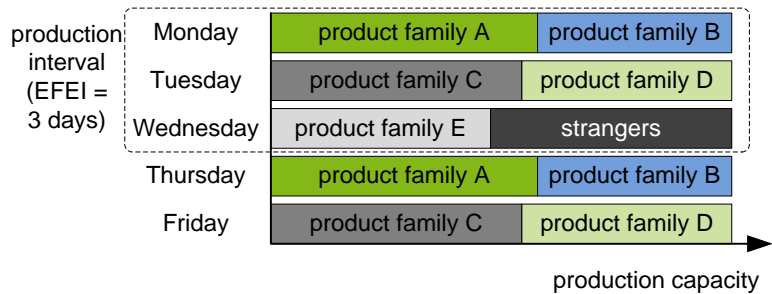 production
interval
(EFEI =
3 days)
Monday product family A product family B
Tuesday product family C product family D
Wednesday product family E strangers
Thursday product family A product family B
Friday product family C product family D
production capacity